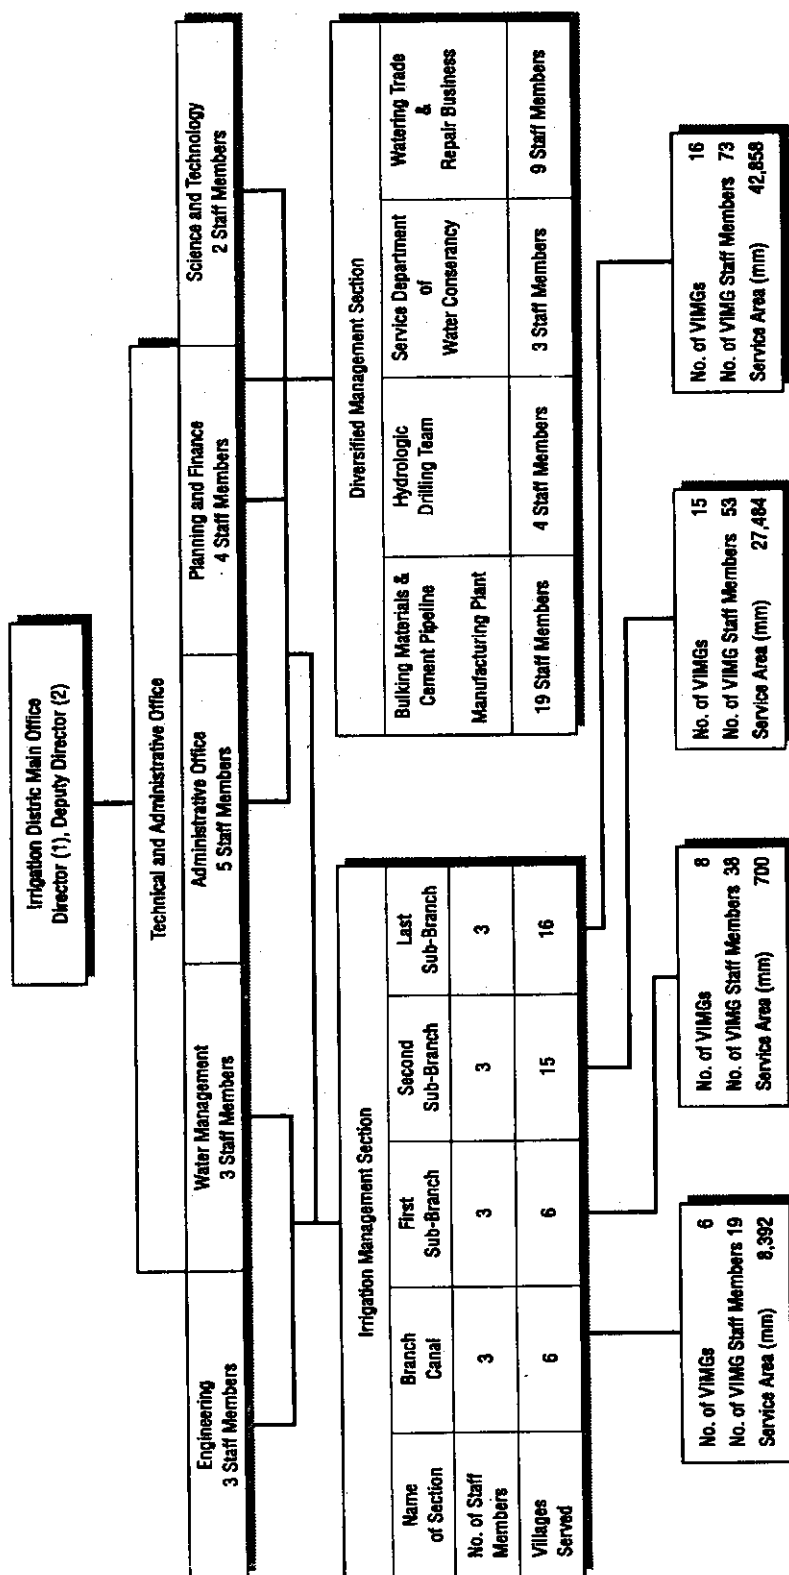 Irrigation Distric Main Office
Director (1), Deputy Director (2)
Technical and Administrative Office
Engineering
3 Staff Members
Water Management
3 Staff Members
Administrative Office
5 Staff Members
Planning and Finance
4 Staff Members
Science and Technology
2 Staff Members
Irrigation Management Section
Name
of Section
Branch
Canal
First
Sub-Branch
Second
Sub-Branch
Last
Sub-Branch
No. of Staff
Members
3
3
3
3
Villages
Served
6
6
15
16
Diversified Management Section
Bulking Materials &
Cement Pipeline
Manufacturing Plant
Hydrologic
Drilling Team
Service Department
of
Water Conserancy
Watering Trade
&
Repair Business
19 Staff Members
4 Staff Members
3 Staff Members
9 Staff Members
No. of VIMGs 6
No. of VIMG Staff Members 19
Service Area (mm) 8,392
No. of VIMGs 8
No. of VIMG Staff Members 38
Service Area (mm) 700
No. of VIMGs 15
No. of VIMG Staff Members 53
Service Area (mm) 27,484
No. of VIMGs 16
No. of VIMG Staff Members 73
Service Area (mm) 42,858